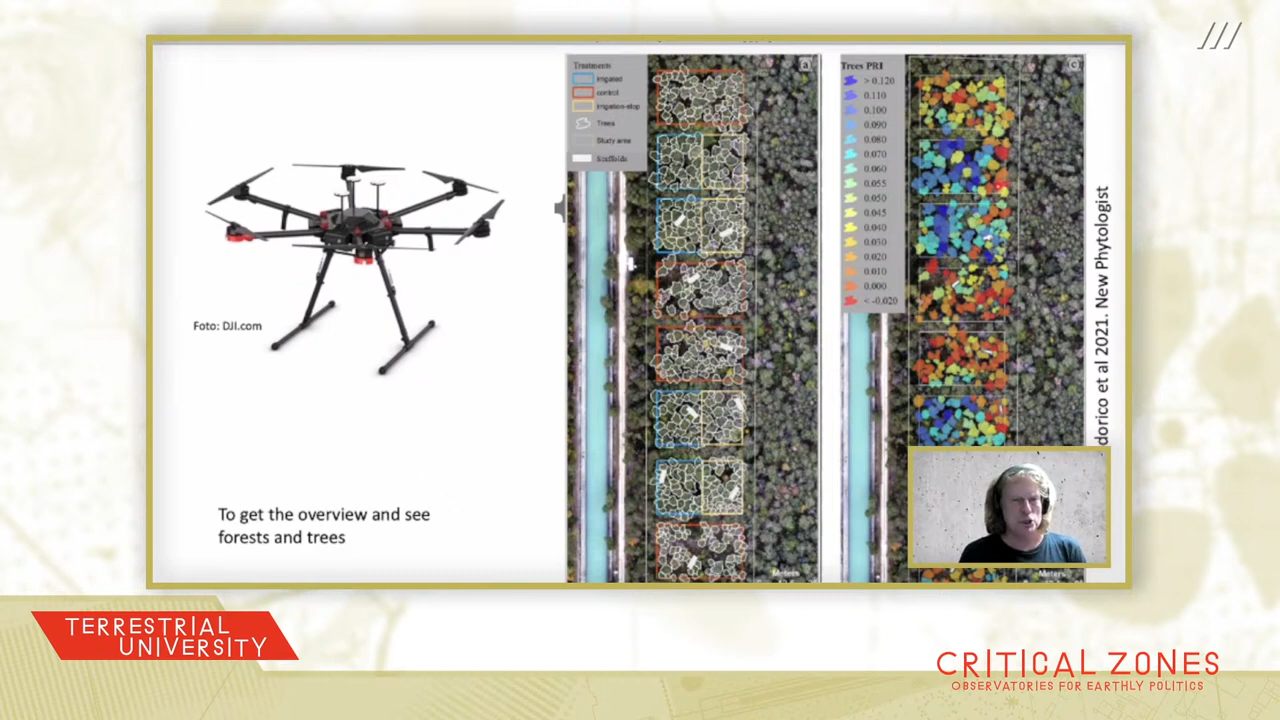 Foto: DJI.com
To get the overview and see
forests and trees
Treatments
irrigated
control
irrigation-stop
Trees
Study area
Scaffolds
a
Meters
Trees PRI
> 0.120
0.110
0.100
0.090
0.080
0.070
0.060
0.055
0.050
0.045
0.040
0.030
0.020
0.010
0.000
< -0.020
Meters
dorico et al 2021. New Phytologist
TERRESTRIAL
UNIVERSITY
CRITICAL ZONES
OBSERVATORIES FOR EARTHLY POLITICS